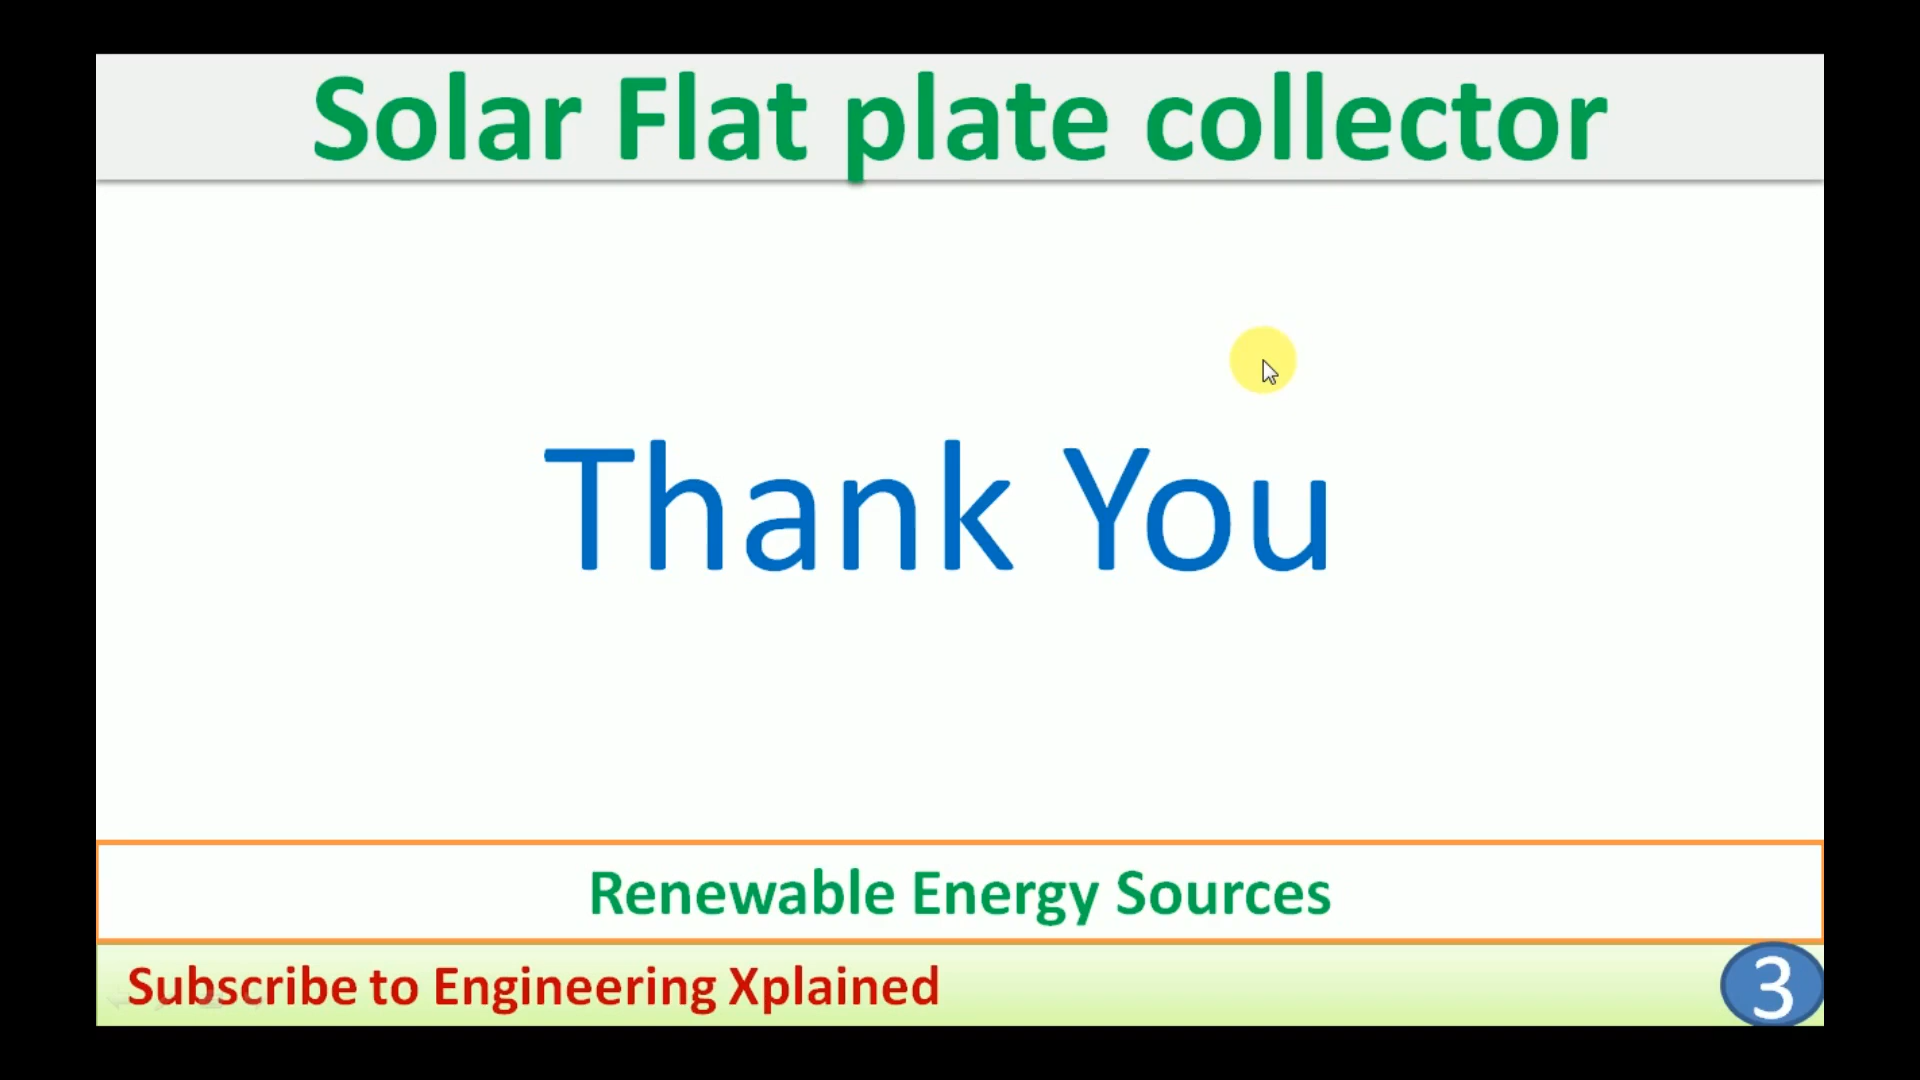 Solar Flat plate collector
Thank You
Renewable Energy Sources
Subscribe to Engineering Xplained
3